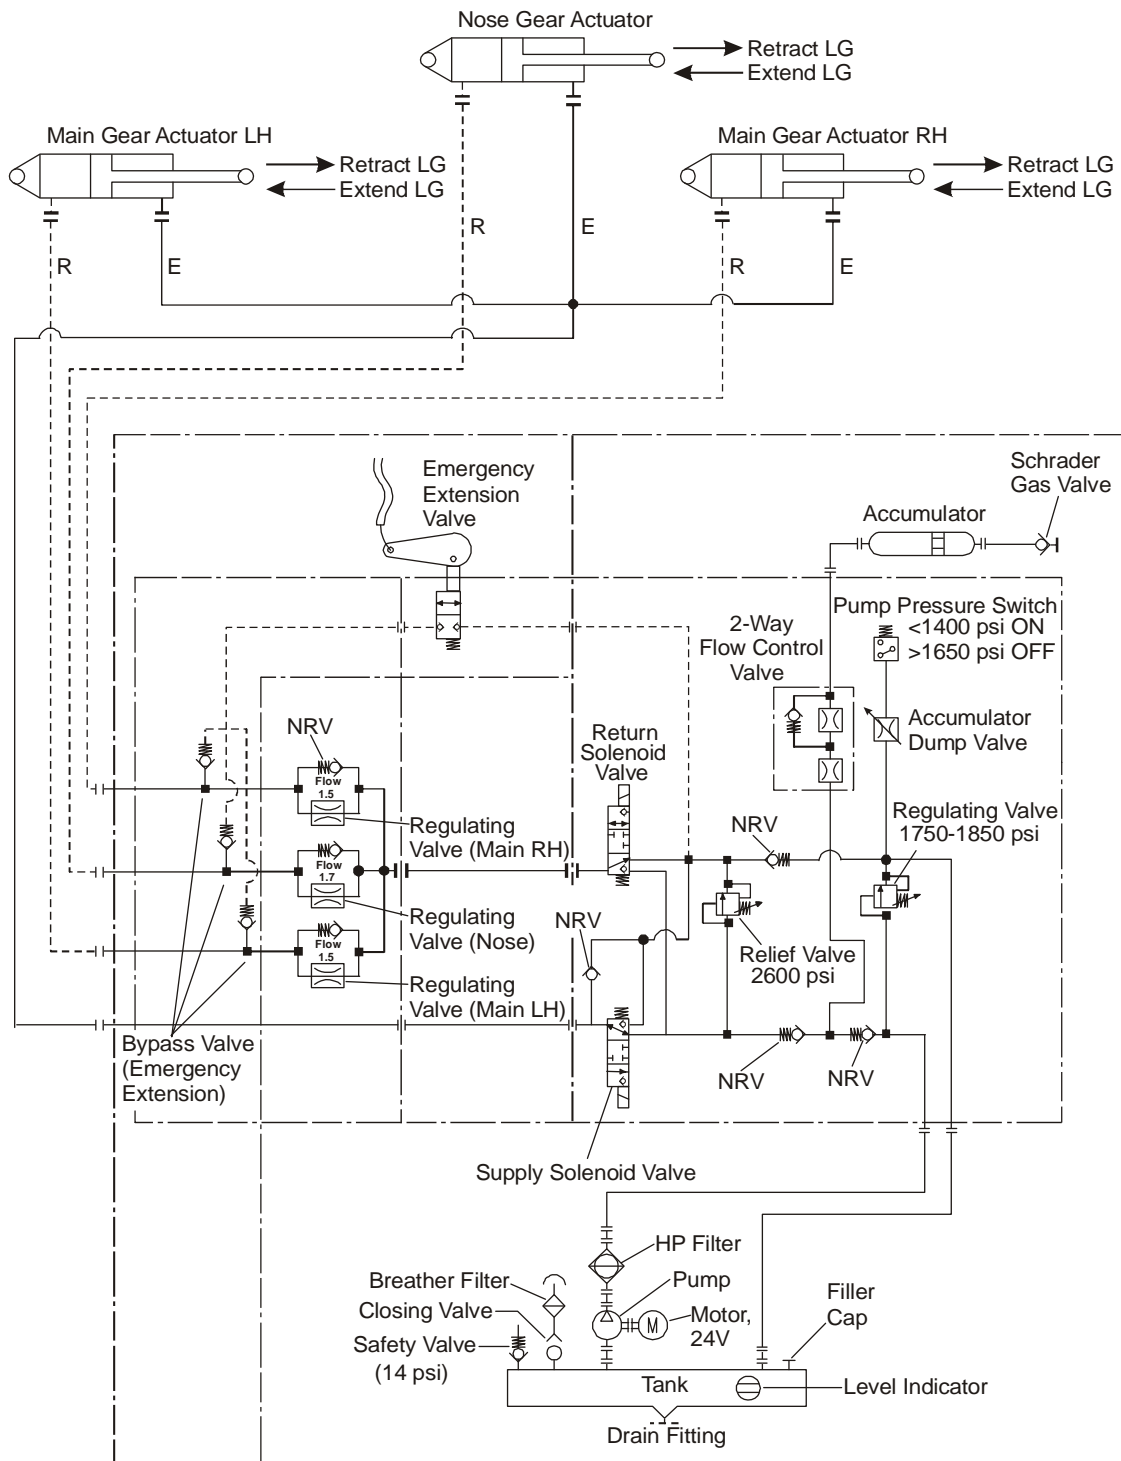 Nose Gear Actuator
Retract LG
Extend LG
Main Gear Actuator LH
Retract LG
Extend LG
Main Gear Actuator RH
Retract LG
Extend LG
R
E
R
E
R
E
Emergency
Extension
Valve
Schrader
Gas Valve
Accumulator
Pump Pressure Switch
<1400 psi ON
>1650 psi OFF
2-Way
Flow Control
Valve
Accumulator
Dump Valve
NRV
Return
Solenoid
Valve
Flow
1.5
Regulating
Valve (Main RH)
NRV
Regulating Valve
1750-1850 psi
Flow
1.7
Regulating
Valve (Nose)
NRV
Flow
1.5
Relief Valve
2600 psi
Regulating
Valve (Main LH)
Bypass Valve
(Emergency
Extension)
NRV
NRV
Supply Solenoid Valve
HP Filter
Breather Filter
Pump
Closing Valve
Motor,
24V
Filler
Cap
Safety Valve
(14 psi)
M
Tank
Level Indicator
Drain Fitting